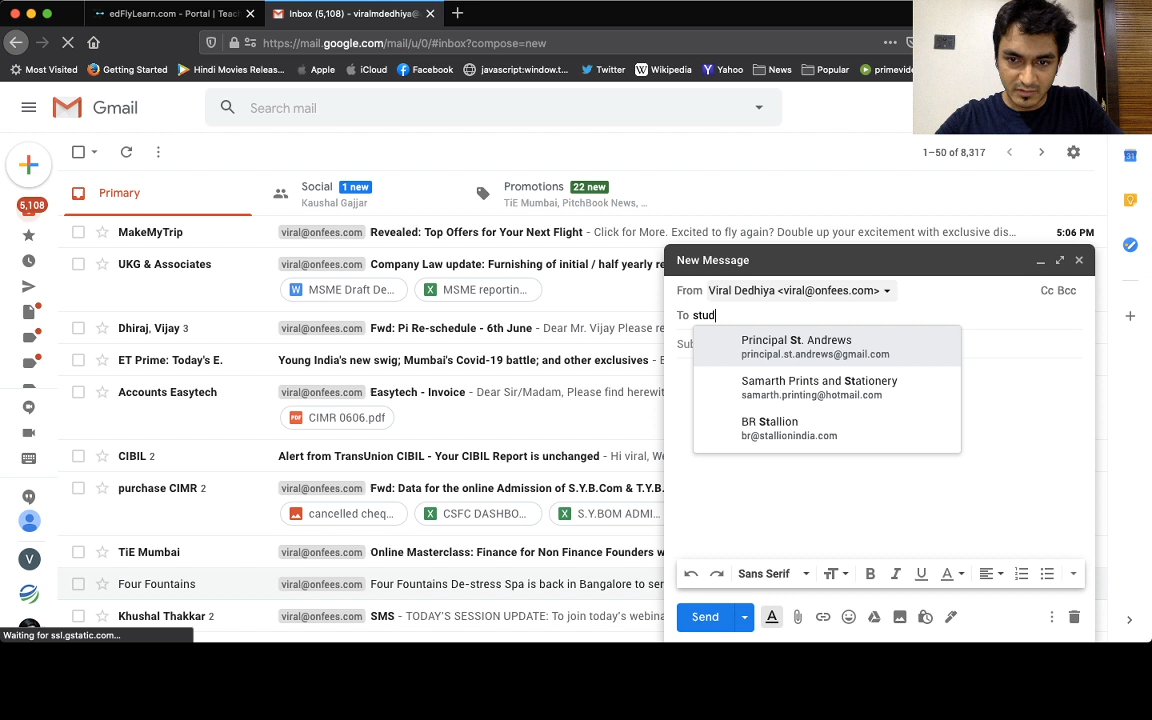 edFlyLearn.com - Portal | Teac
Inbox (5,108) - viralmdedhiya@
https://mail.google.com/mail/u/0/#inbox?compose=new
Most Visited Getting Started Hindi Movies Releas... Apple iCloud Facebook javascript:window.t... Twitter Wikipedia Yahoo News Popular primevide
Gmail
Search mail
1–50 of 8,317
Primary
Social 1 new
Kaushal Gajjar
Promotions 22 new
TiE Mumbai, PitchBook News, ...
5,108
MakeMyTrip viral@onfees.com Revealed: Top Offers for Your Next Flight - Click for More. Excited to fly again? Double up your excitement with exclusive dis... 5:06 PM
UKG & Associates viral@onfees.com Company Law update: Furnishing of initial / half yearly re
MSME Draft De... MSME reportin...
Dhiraj, Vijay 3 viral@onfees.com Fwd: Pi Re-schedule - 6th June - Dear Mr. Vijay Please re
ET Prime: Today's E. Young India's new swig; Mumbai's Covid-19 battle; and other exclusives - E
Accounts Easytech viral@onfees.com Easytech - Invoice - Dear Sir/Madam, Please find herewit
PDF CIMR 0606.pdf
CIBIL 2 Alert from TransUnion CIBIL - Your CIBIL Report is unchanged - Hi viral, We
purchase CIMR 2 viral@onfees.com Fwd: Data for the online Admission of S.Y.B.Com & T.Y.B.
cancelled cheq... CSFC DASHBO... S.Y.BOM ADMI...
TiE Mumbai viral@onfees.com Online Masterclass: Finance for Non Finance Founders w
Four Fountains viral@onfees.com Four Fountains De-stress Spa is back in Bangalore to ser
Khushal Thakkar 2 viral@onfees.com SMS - TODAY'S SESSION UPDATE: To join today's webina
V
Waiting for ssl.gstatic.com...
New Message
From Viral Dedhiya <viral@onfees.com> Cc Bcc
To stud
Sub
Principal St. Andrews
principal.st.andrews@gmail.com
Samarth Prints and Stationery
samarth.printing@hotmail.com
BR Stallion
br@stallionindia.com
Sans Serif
Send